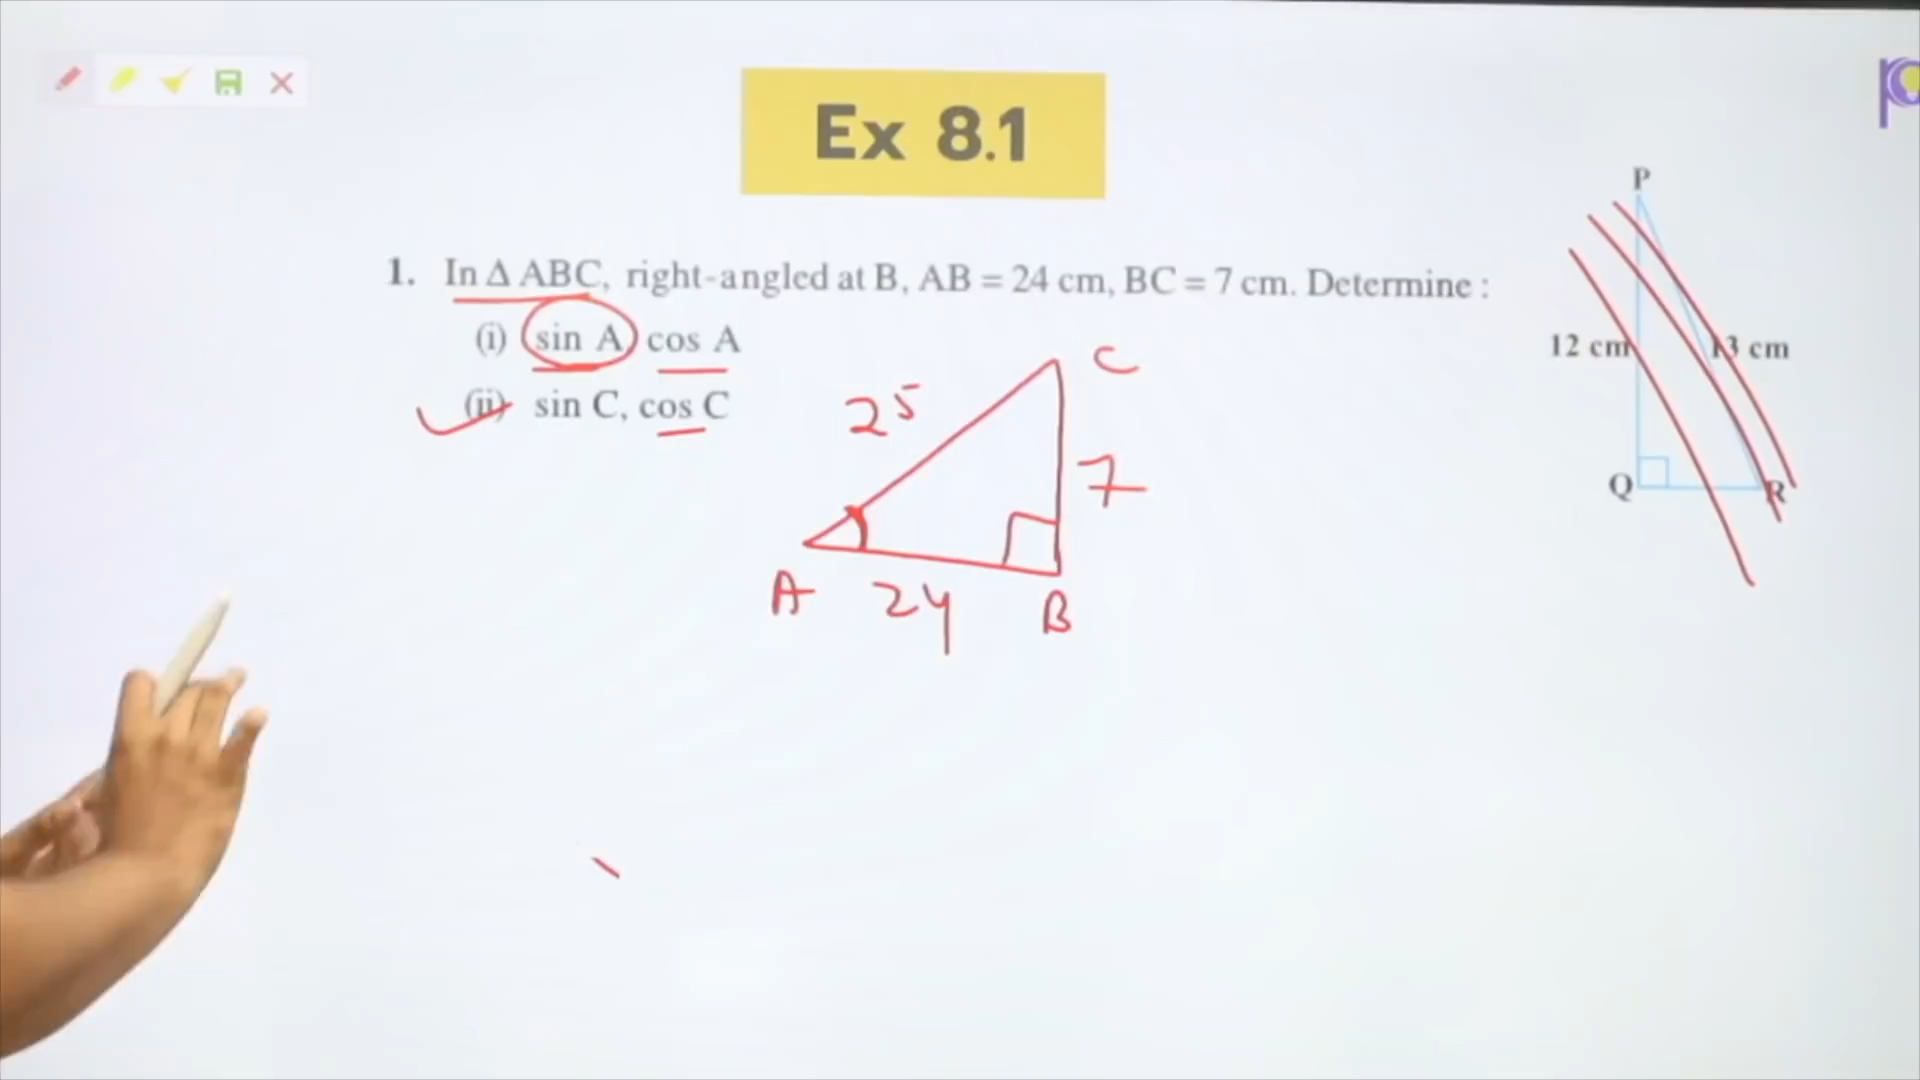 Ex 8.1
1. In Δ ABC, right-angled at B, AB = 24 cm, BC = 7 cm. Determine :
(i) sin A, cos A
(ii) sin C, cos C
C
25
7
A 24 B
P
12 cm 13 cm
Q R